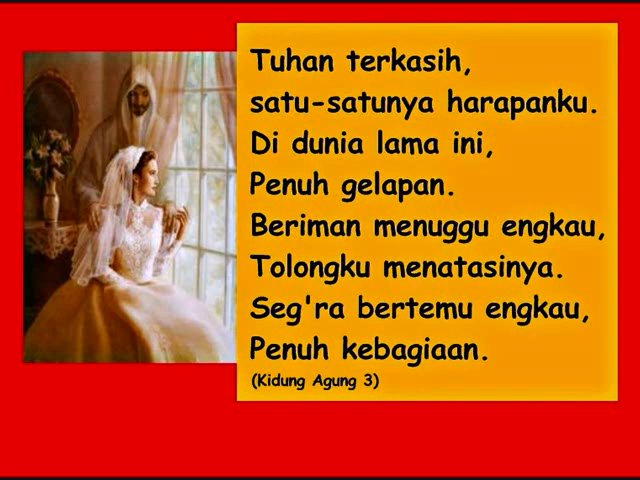 Tuhan terkasih,
satu-satunya harapanku.
Di dunia lama ini,
Penuh gelapan.
Beriman menuggu engkau,
Tolongku menatasinya.
Seg'ra bertemu engkau,
Penuh kebagiaan.
(Kidung Agung 3)